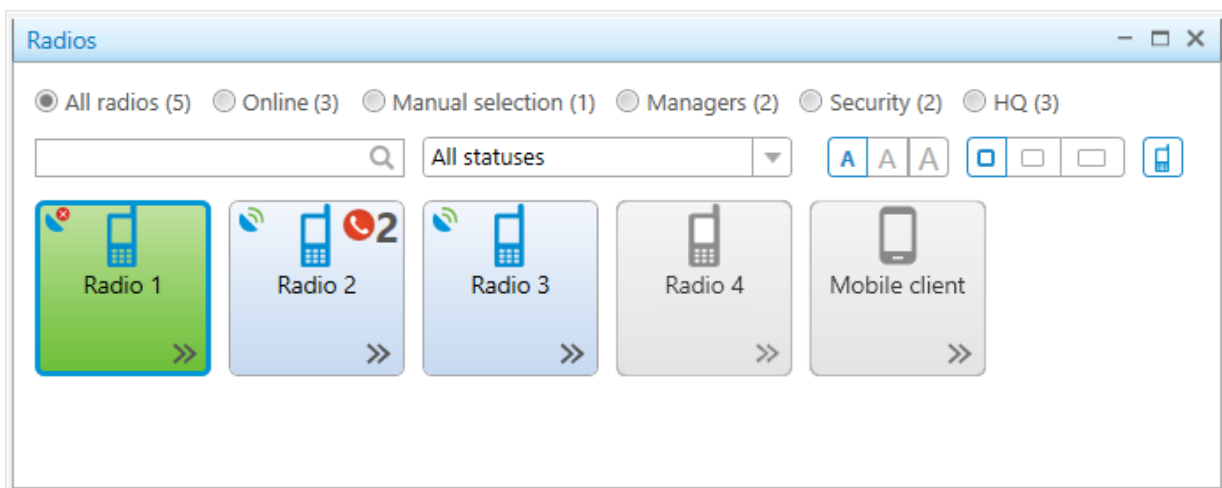 Radios
All radios (5) Online (3) Manual selection (1) Managers (2) Security (2) HQ (3)
All statuses A A A
2
Radio 1 Radio 2 Radio 3 Radio 4 Mobile client